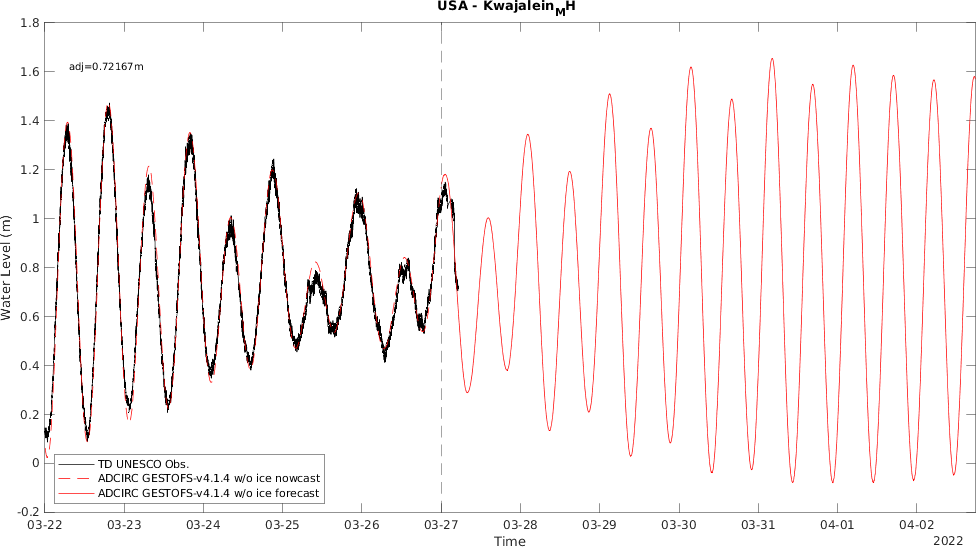 USA - Kwajalein_MH
adj=0.72167m
Water Level (m)
1.8
1.6
1.4
1.2
1
0.8
0.6
0.4
0.2
0
-0.2
TD UNESCO Obs.
ADCIRC GESTOFS-v4.1.4 w/o ice nowcast
ADCIRC GESTOFS-v4.1.4 w/o ice forecast
03-22 03-23 03-24 03-25 03-26 03-27 03-28 03-29 03-30 03-31 04-01 04-02
Time
2022